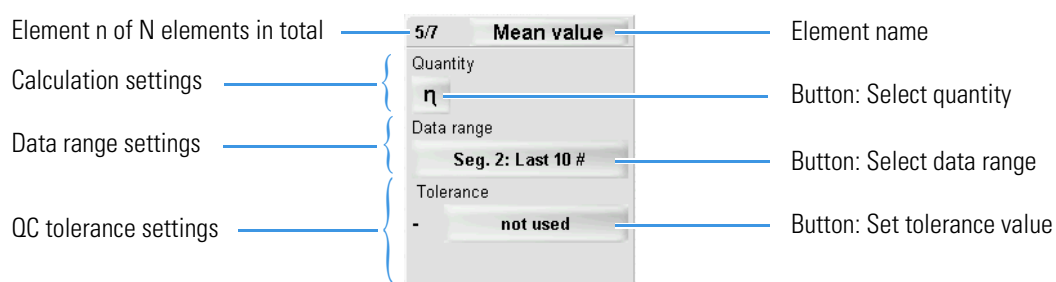 Element n of N elements in total
5/7 Mean value
Element name
Calculation settings
Quantity
η
Button: Select quantity
Data range settings
Data range
Seg. 2: Last 10 #
Button: Select data range
QC tolerance settings
Tolerance
- not used
Button: Set tolerance value